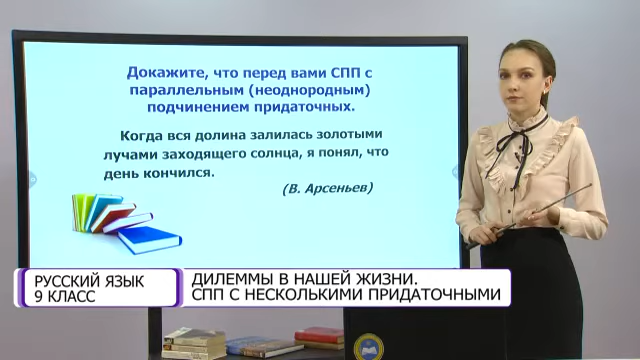 Докажите, что перед вами СПП с
параллельным (неоднородным)
подчинением придаточных.
Когда вся долина залилась золотыми
лучами заходящего солнца, я понял, что
день кончился.
(В. Арсеньев)
РУССКИЙ ЯЗЫК
9 КЛАСС
ДИЛЕММЫ В НАШЕЙ ЖИЗНИ.
СПП С НЕСКОЛЬКИМИ ПРИДАТОЧНЫМИ